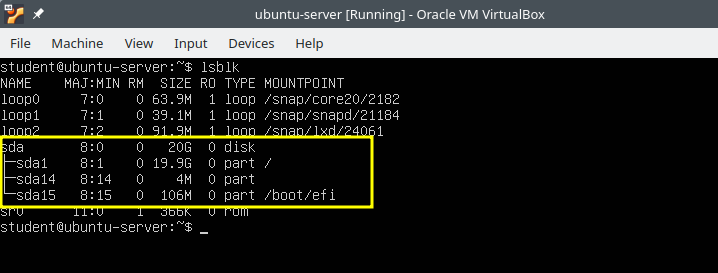 ubuntu-server [Running] - Oracle VM VirtualBox
File Machine View Input Devices Help
student@ubuntu-server:~$ lsblk
NAME    MAJ:MIN RM  SIZE RO TYPE MOUNTPOINT
loop0     7:0    0 63.9M  1 loop /snap/core20/2182
loop1     7:1    0 39.1M  1 loop /snap/snapd/21184
loop2     7:2    0 91.9M  1 loop /snap/lxd/24061
sda       8:0    0   20G  0 disk
├─sda1    8:1    0 19.9G  0 part /
├─sda14   8:14   0    4M  0 part
└─sda15   8:15   0  106M  0 part /boot/efi
sr0      11:0    1  366K  0 rom
student@ubuntu-server:~$ _